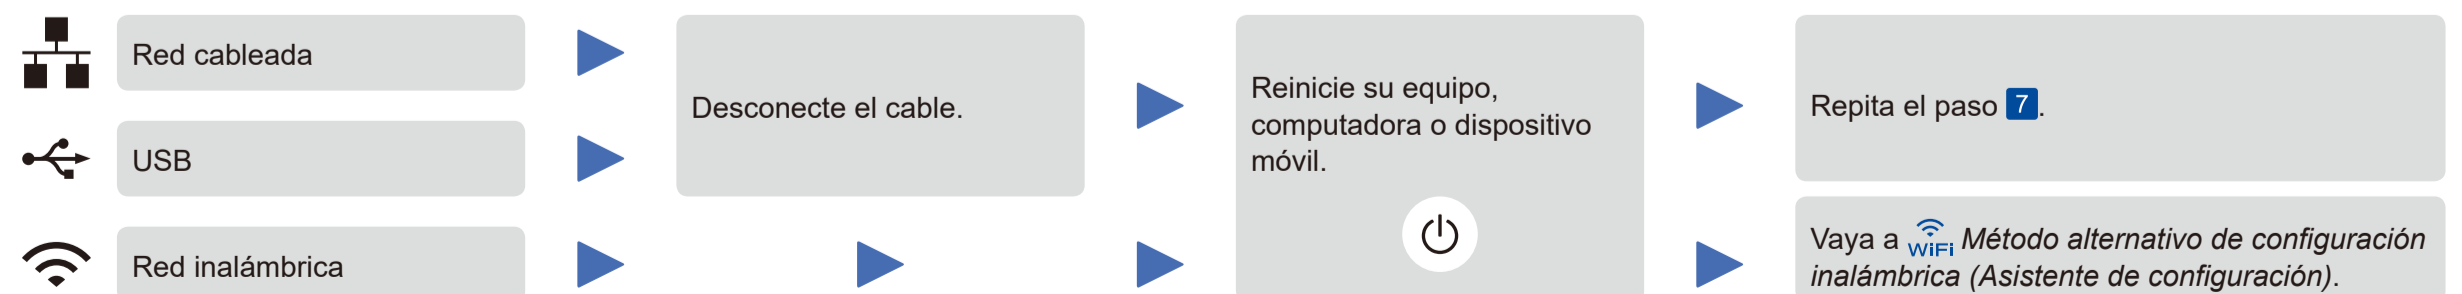 Red cableada
USB
Red inalámbrica
Desconecte el cable.
Reinicie su equipo,
computadora o dispositivo
móvil.
Repita el paso 7.
Vaya a WiFi Método alternativo de configuración
inalámbrica (Asistente de configuración).